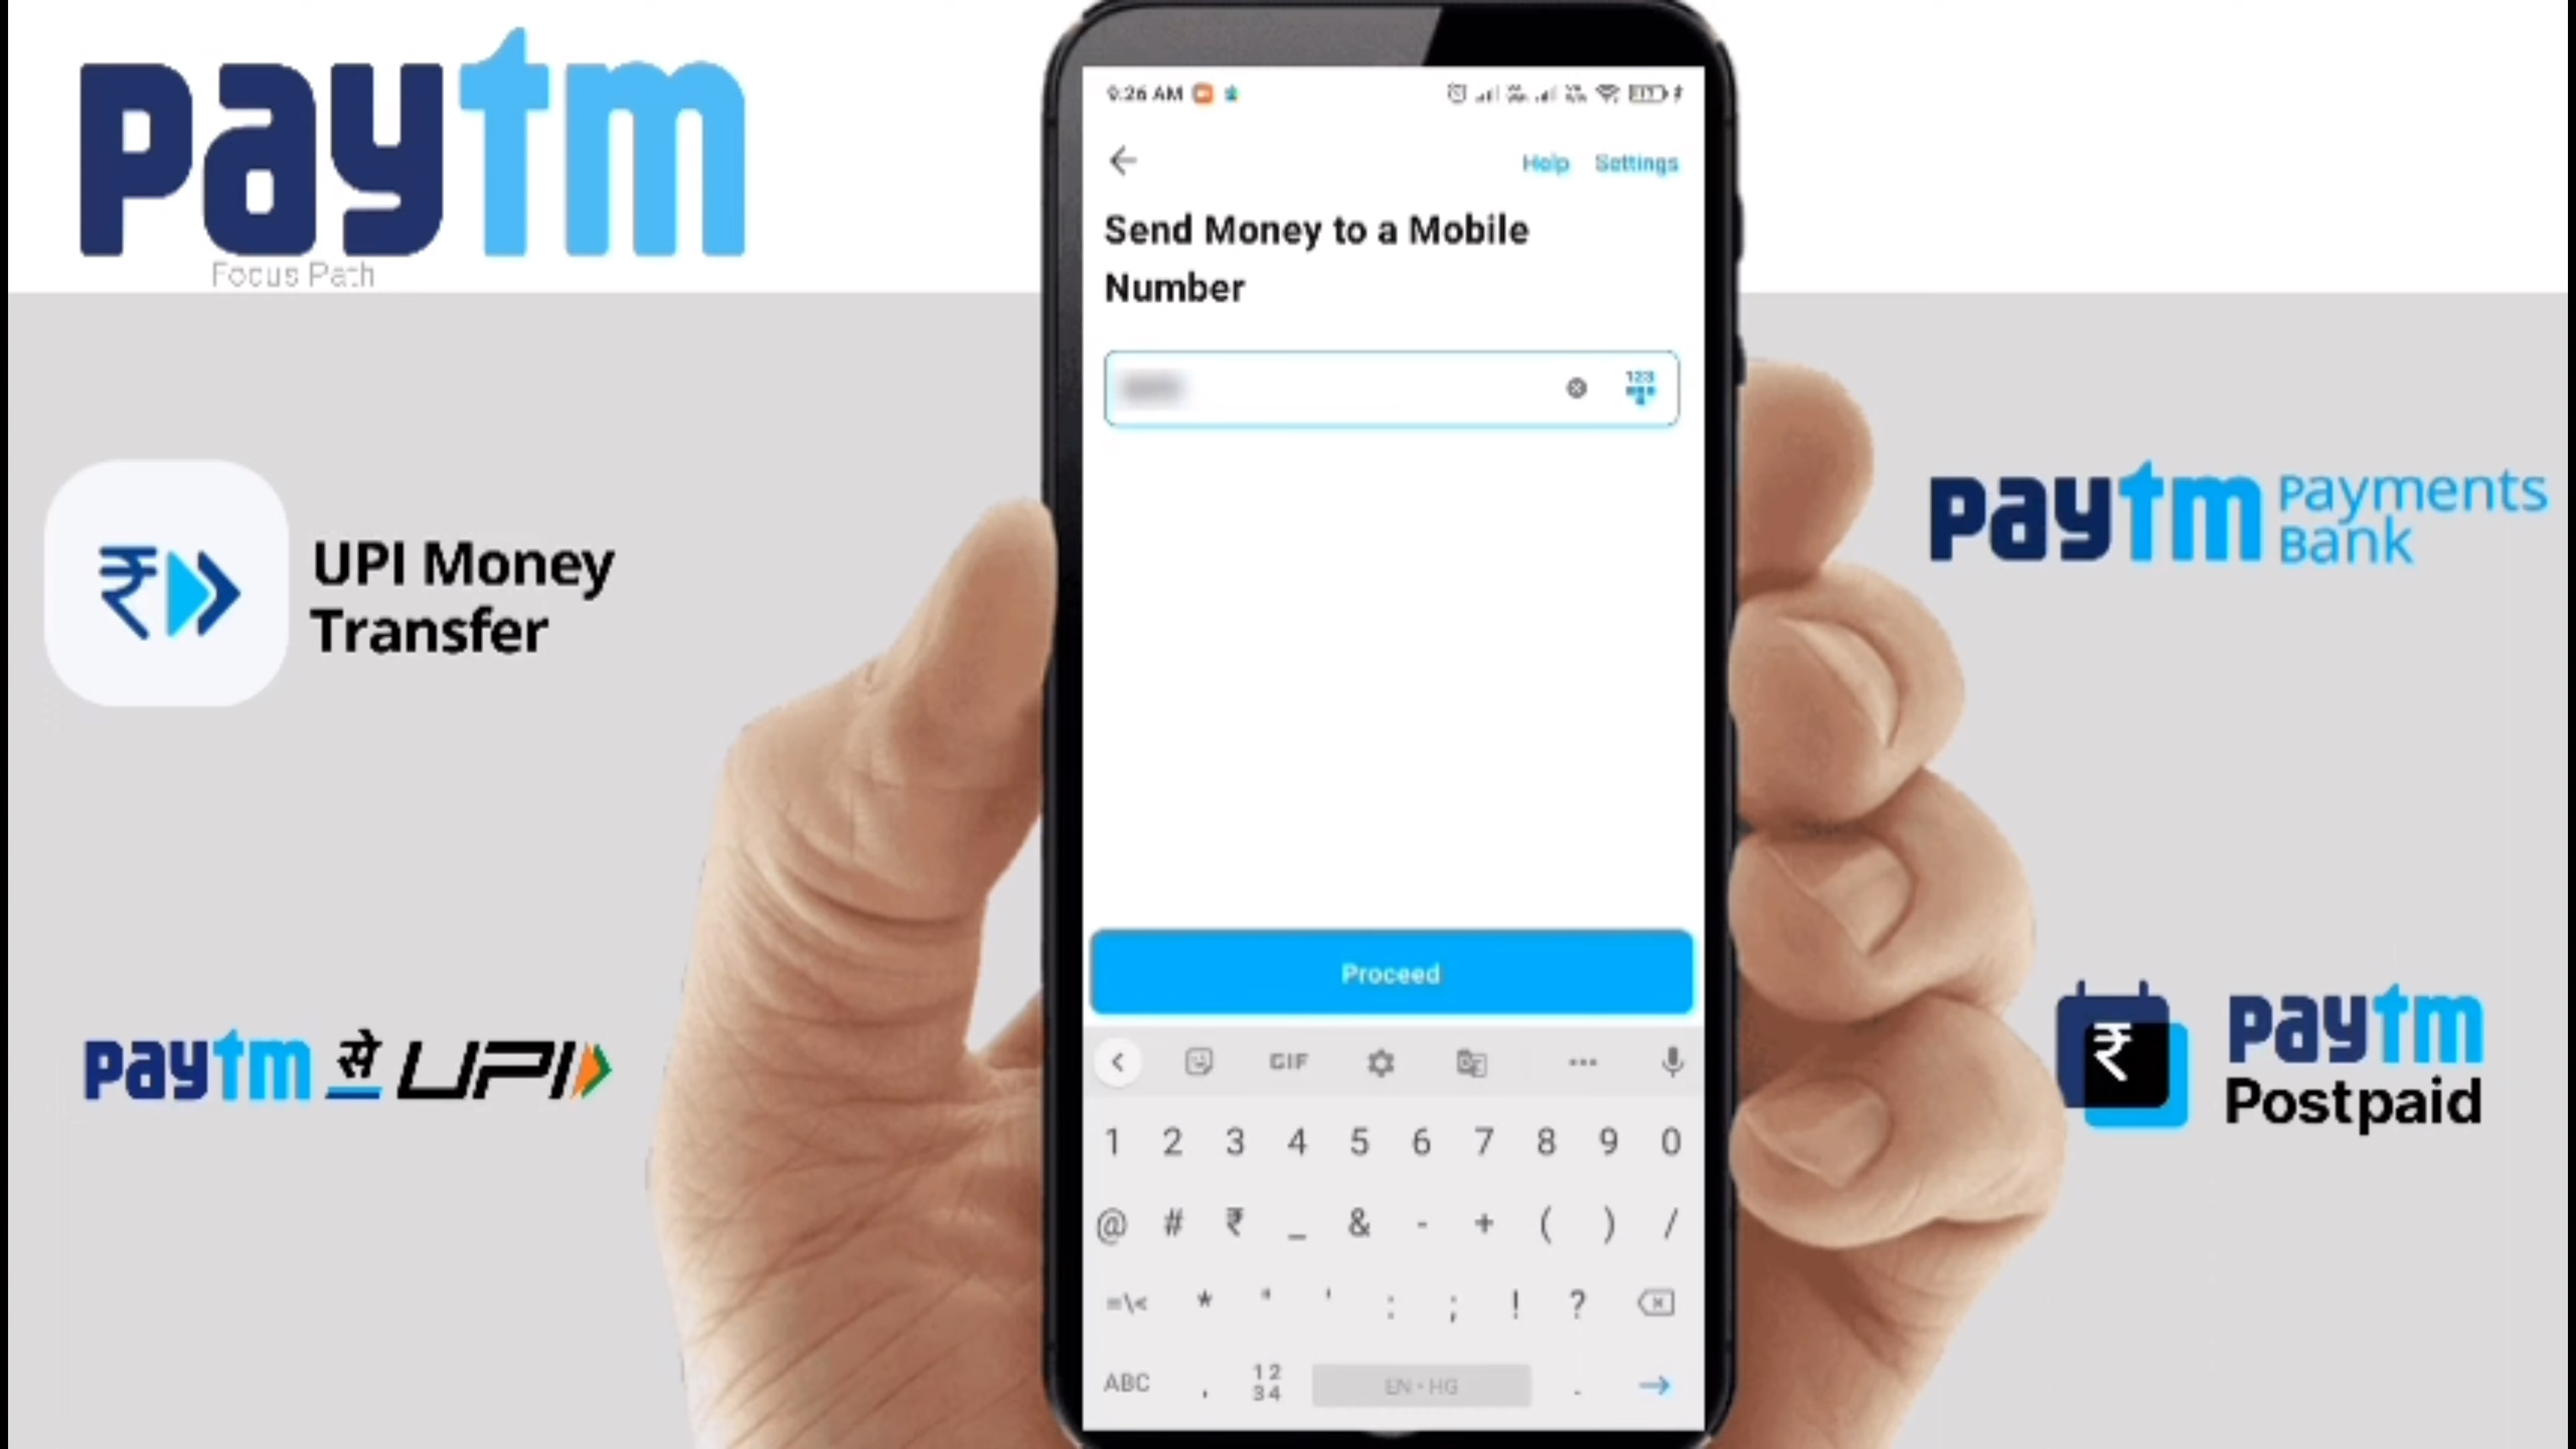 paytm
Focus Path
UPI Money
Transfer
paytm से UPI
9:26 AM
Help Settings
Send Money to a Mobile
Number
123
Proceed
GIF
1 2 3 4 5 6 7 8 9 0
@ # ₹ _ & - + ( ) /
=\< * " ' : ; ! ?
ABC , 12 34 EN • HG .
paytm Payments
Bank
₹
paytm
Postpaid